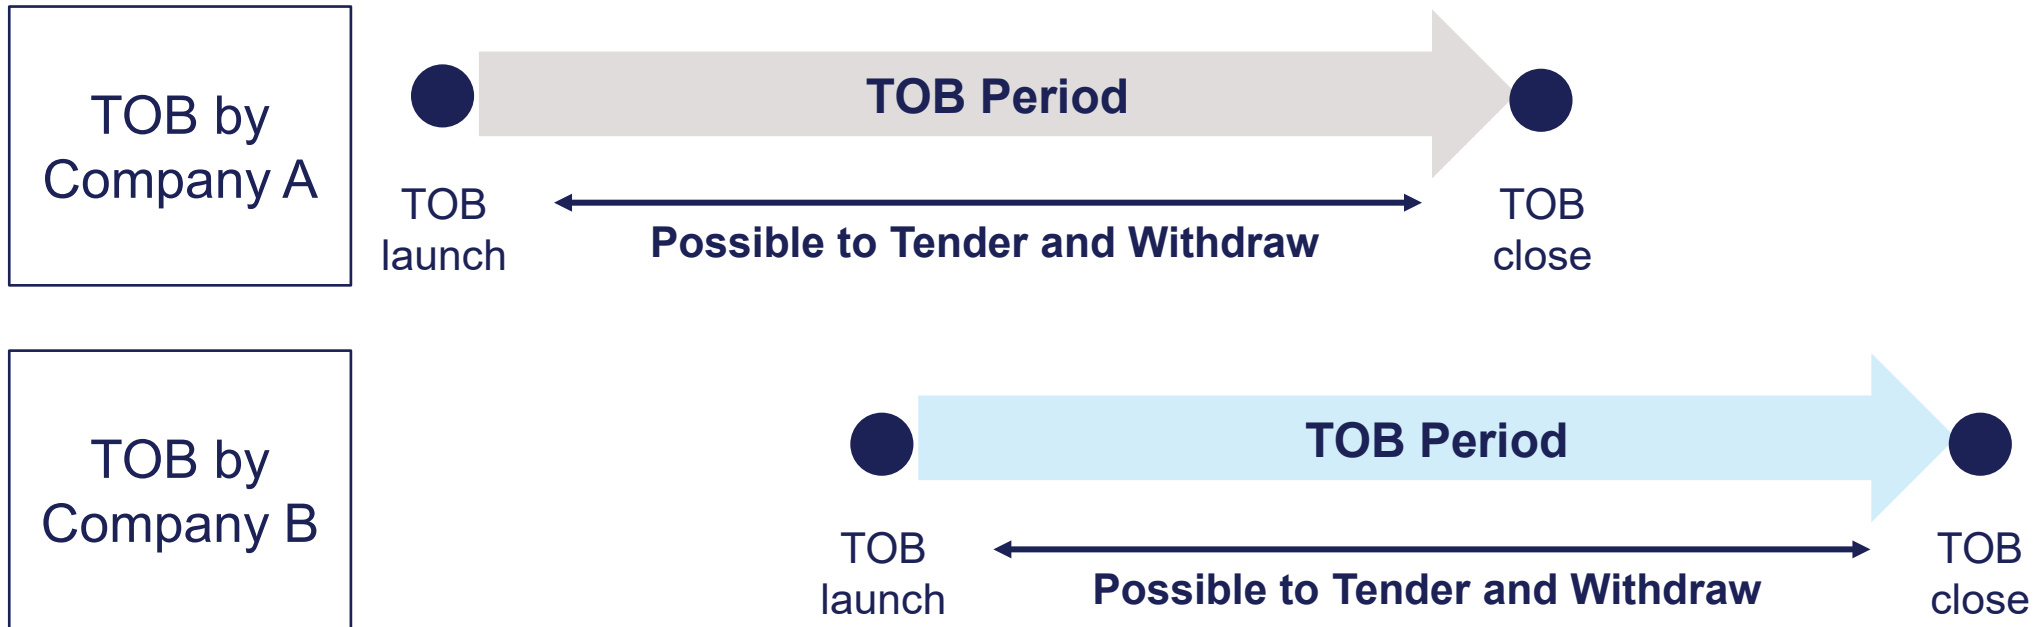 TOB by
Company A
TOB Period
TOB
launch
Possible to Tender and Withdraw
TOB
close
TOB by
Company B
TOB Period
TOB
launch
Possible to Tender and Withdraw
TOB
close